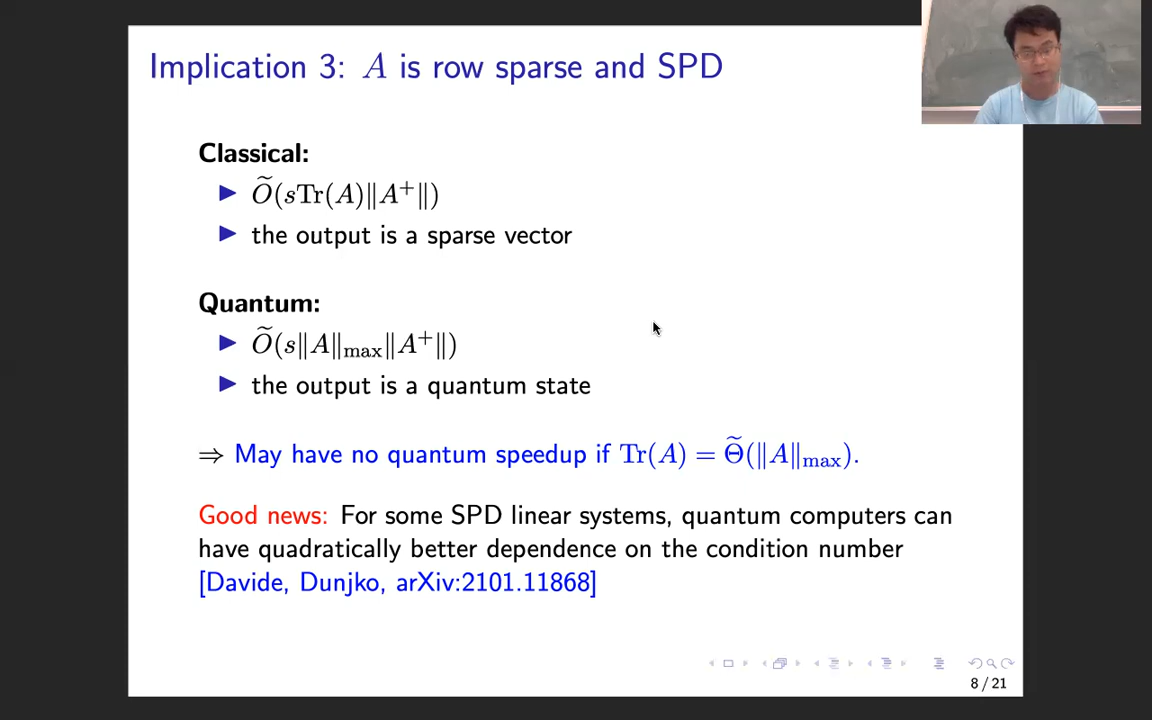 Implication 3: A is row sparse and SPD
Classical:
▶ Õ(sTr(A)‖A⁺‖)
▶ the output is a sparse vector
Quantum:
▶ Õ(s‖A‖max‖A⁺‖)
▶ the output is a quantum state
⇒ May have no quantum speedup if Tr(A) = Θ̃(‖A‖max).
Good news: For some SPD linear systems, quantum computers can
have quadratically better dependence on the condition number
[Davide, Dunjko, arXiv:2101.11868]
8 / 21